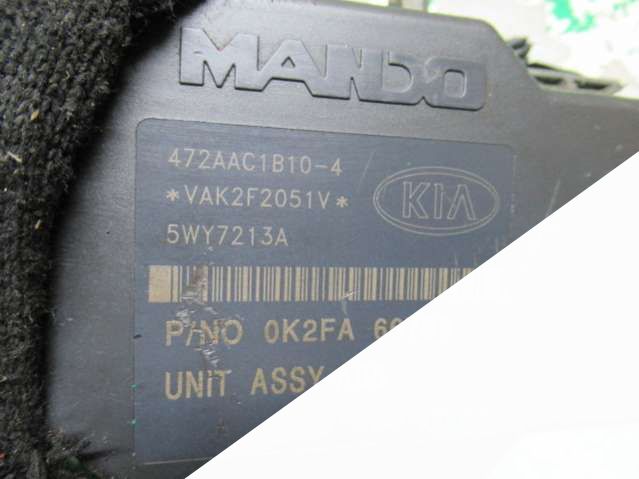 MANDO
472AAC1B10-4
*VAK2F2051V*
KIA
5WY7213A
P/NO 0K2FA
UNIT ASSY